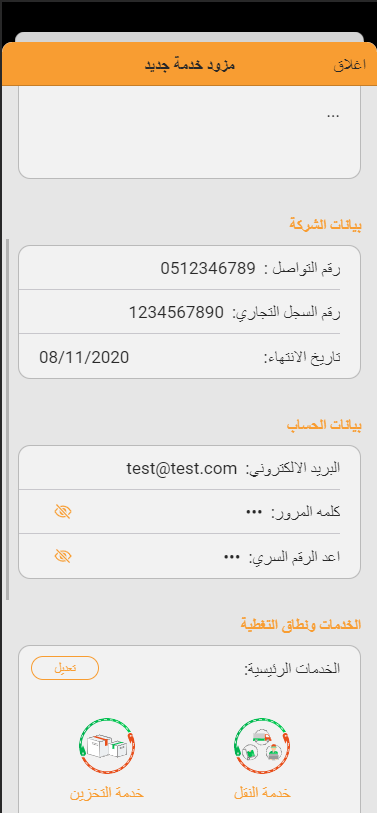 اغلاق
مزود خدمة جديد
...
بيانات الشركة
رقم التواصل : 0512346789
رقم السجل التجاري: 1234567890
تاريخ الانتهاء: 08/11/2020
بيانات الحساب
البريد الالكتروني: test@test.com
كلمه المرور: •••
اعد الرقم السري: •••
الخدمات ونطاق التغطية
الخدمات الرئيسية: تعديل
خدمة النقل خدمة التخزين